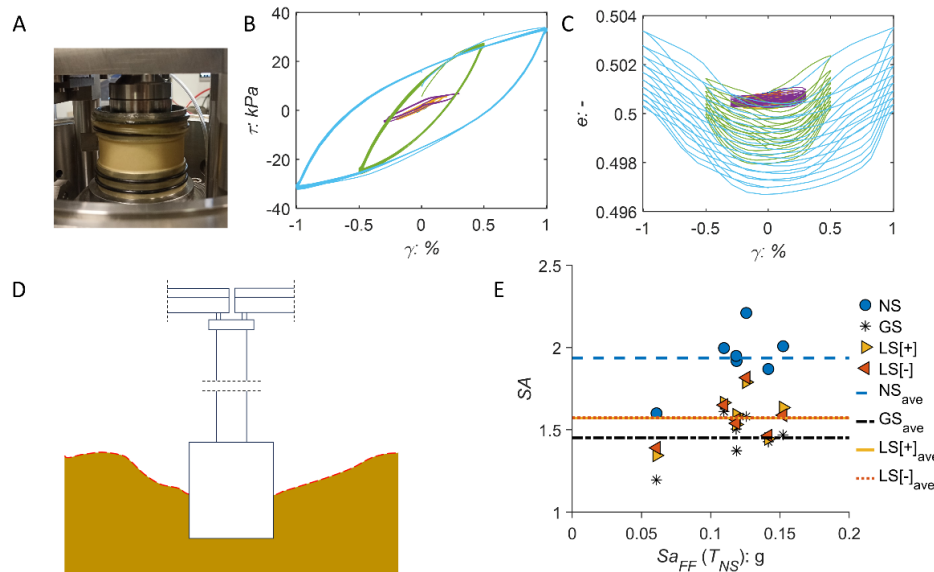 A
B
40
20
0
-20
-40
τ: kPa
-1
-0.5
0
0.5
1
γ: %
C
0.504
0.502
0.5
0.498
0.496
e: -
-1
-0.5
0
0.5
1
γ: %
D
E
2.5
2
1.5
1
SA
0
0.05
0.1
0.15
0.2
Sa_FF (T_NS): g
NS
GS
LS[+]
LS[-]
NS_ave
GS_ave
LS[+]_ave
LS[-]_ave